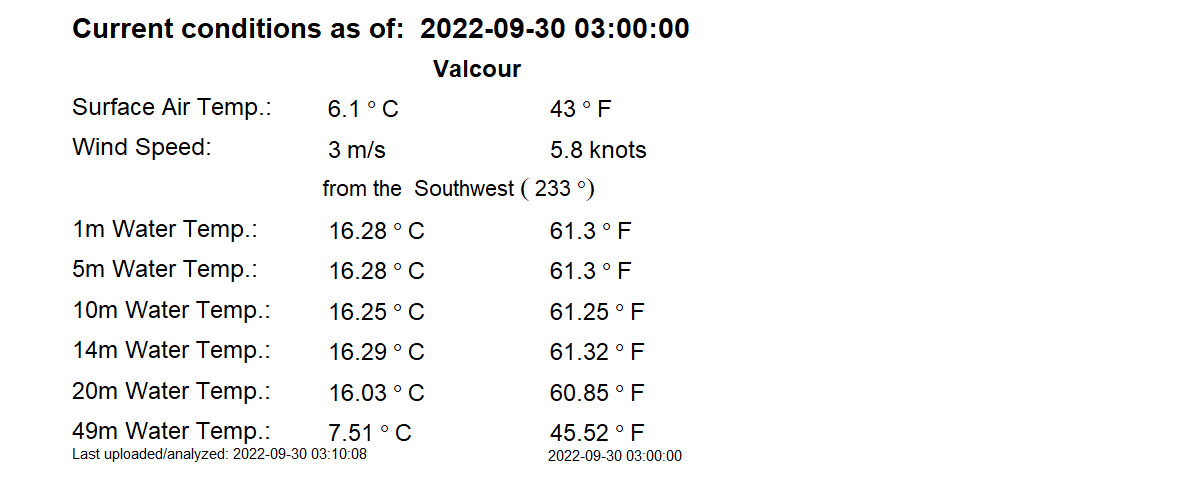 Current conditions as of: 2022-09-30 03:00:00
Valcour
Surface Air Temp.: 6.1 ° C 43 ° F
Wind Speed: 3 m/s 5.8 knots
from the Southwest ( 233 °)
1m Water Temp.: 16.28 ° C 61.3 ° F
5m Water Temp.: 16.28 ° C 61.3 ° F
10m Water Temp.: 16.25 ° C 61.25 ° F
14m Water Temp.: 16.29 ° C 61.32 ° F
20m Water Temp.: 16.03 ° C 60.85 ° F
49m Water Temp.: 7.51 ° C 45.52 ° F
Last uploaded/analyzed: 2022-09-30 03:10:08 2022-09-30 03:00:00